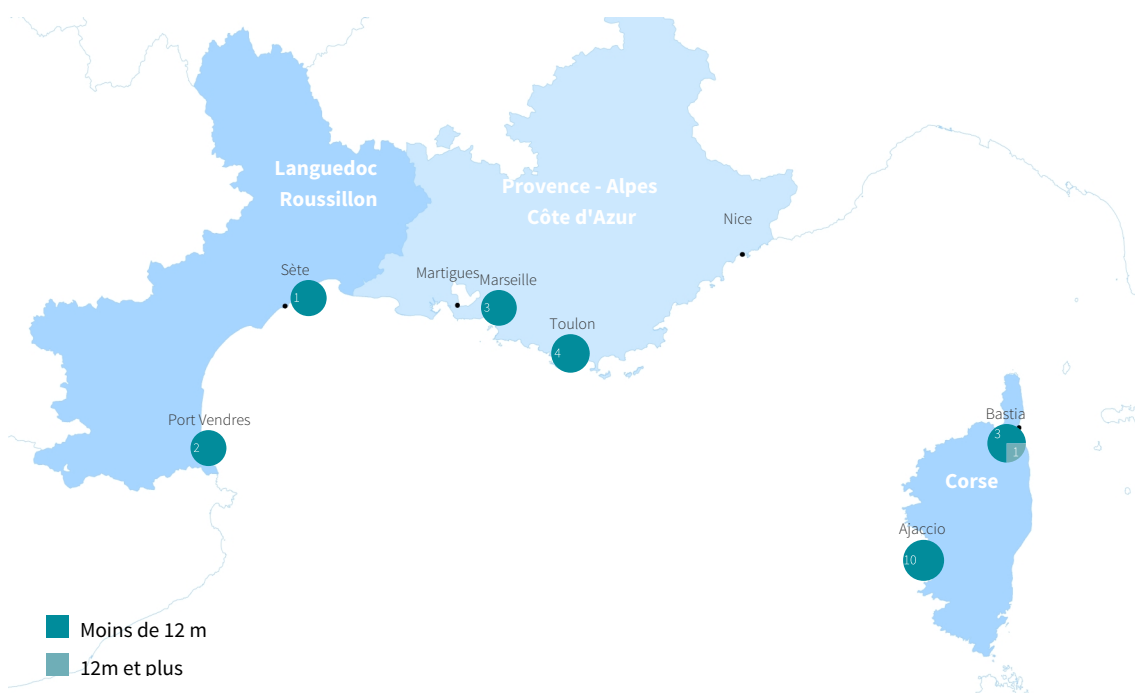 Languedoc
Roussillon
Provence - Alpes
Côte d'Azur
Nice
Sète
1
Martigues
Marseille
3
Toulon
4
Port Vendres
2
Bastia
3
1
Corse
Ajaccio
10
Moins de 12 m
12m et plus